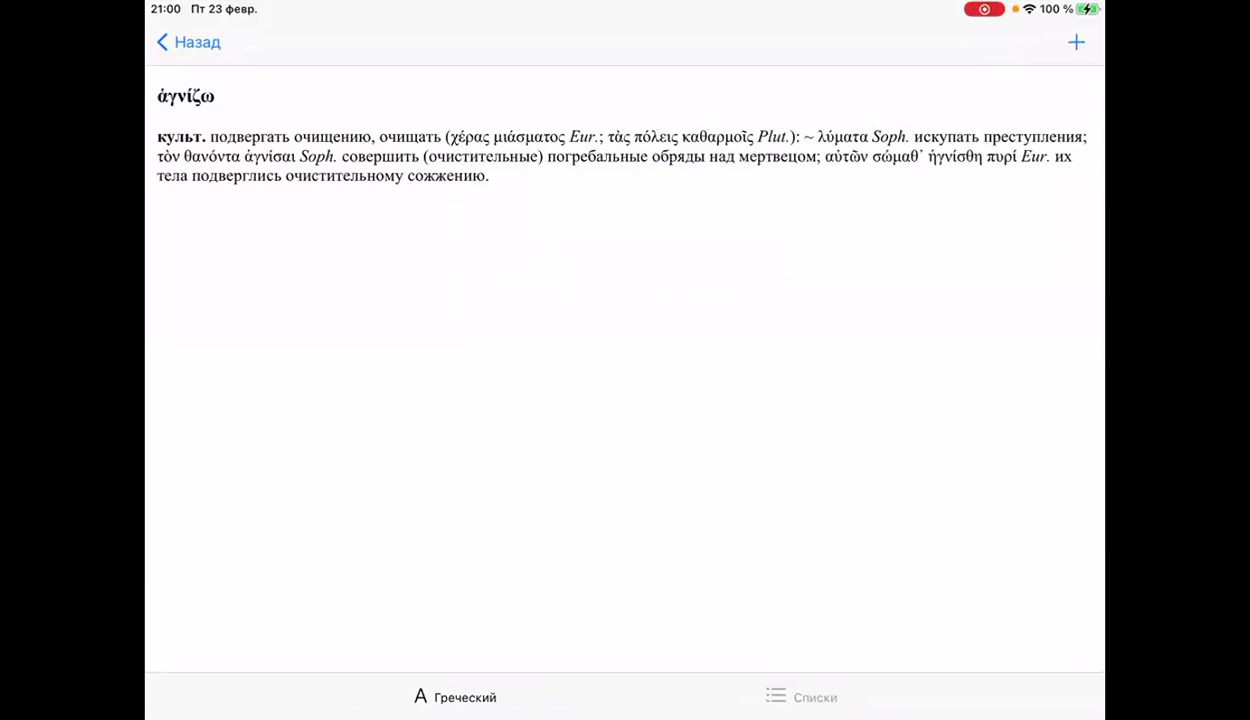 21:00 Пт 23 февр. 100 %
Назад
ἁγνίζω
культ. подвергать очищению, очищать (χέρας μιάσματος Eur.; τὰς πόλεις καθαρμοῖς Plut.): ~ λύματα Soph. искупать преступления;
τὸν θανόντα ἁγνίσαι Soph. совершить (очистительные) погребальные обряды над мертвецом; αὐτῶν σώμαθ᾽ ἡγνίσθη πυρί Eur. их
тела подверглись очистительному сожжению.
Греческий Списки